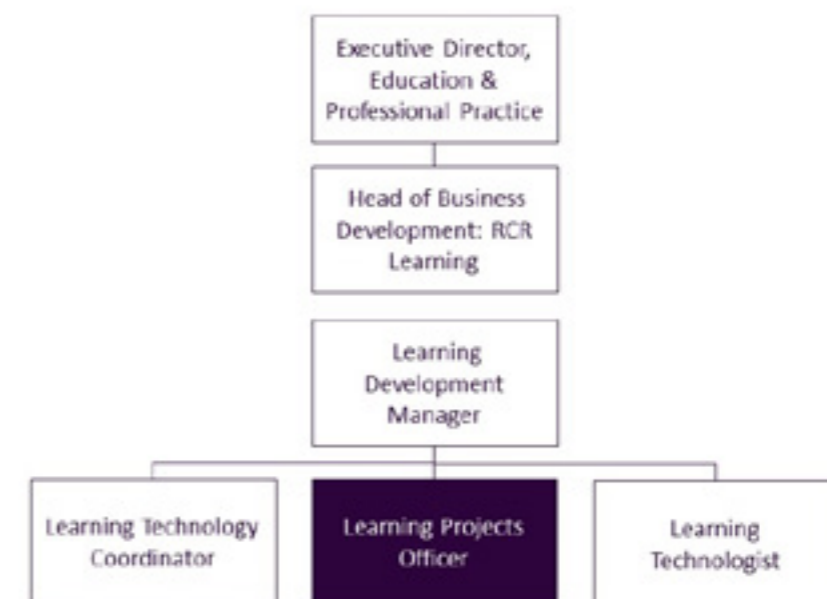 Executive Director,
Education &
Professional Practice
Head of Business
Development: RCR
Learning
Learning
Development
Manager
Learning Technology
Coordinator
Learning Projects
Officer
Learning
Technologist